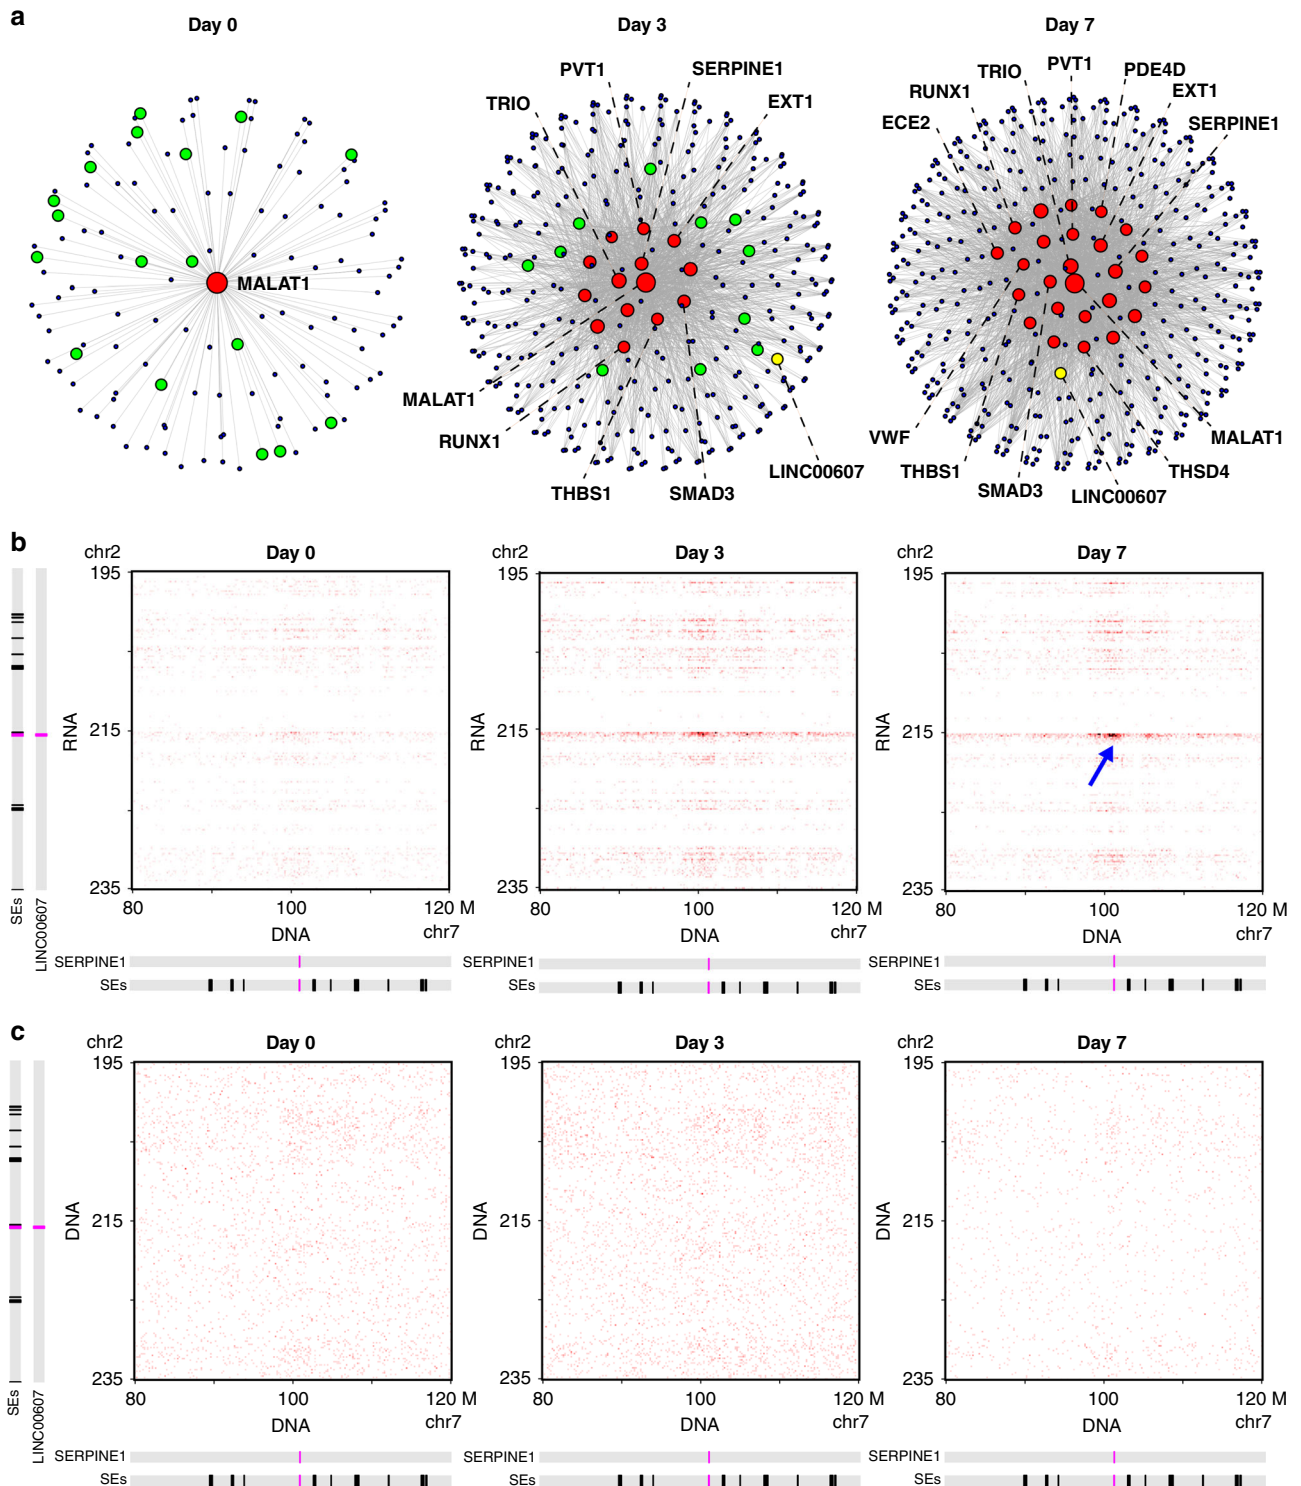 a
Day 0
Day 3
Day 7
PVT1
SERPINE1
TRIO
EXT1
MALAT1
MALAT1
RUNX1
THBS1
SMAD3
LINC00607
TRIO
PVT1
PDE4D
RUNX1
EXT1
ECE2
SERPINE1
VWF
MALAT1
THBS1
THSD4
SMAD3
LINC00607
b
chr2
Day 0
195
RNA
215
235
80
100
120 M
DNA
chr7
SEs
LINC00607
SERPINE1
SEs
chr2
Day 3
195
RNA
215
235
80
100
120 M
DNA
chr7
SERPINE1
SEs
chr2
Day 7
195
RNA
215
235
80
100
120 M
DNA
chr7
SERPINE1
SEs
c
chr2
Day 0
195
DNA
215
235
80
100
120 M
DNA
chr7
SEs
LINC00607
SERPINE1
SEs
chr2
Day 3
195
DNA
215
235
80
100
120 M
DNA
chr7
SERPINE1
SEs
chr2
Day 7
195
DNA
215
235
80
100
120 M
DNA
chr7
SERPINE1
SEs